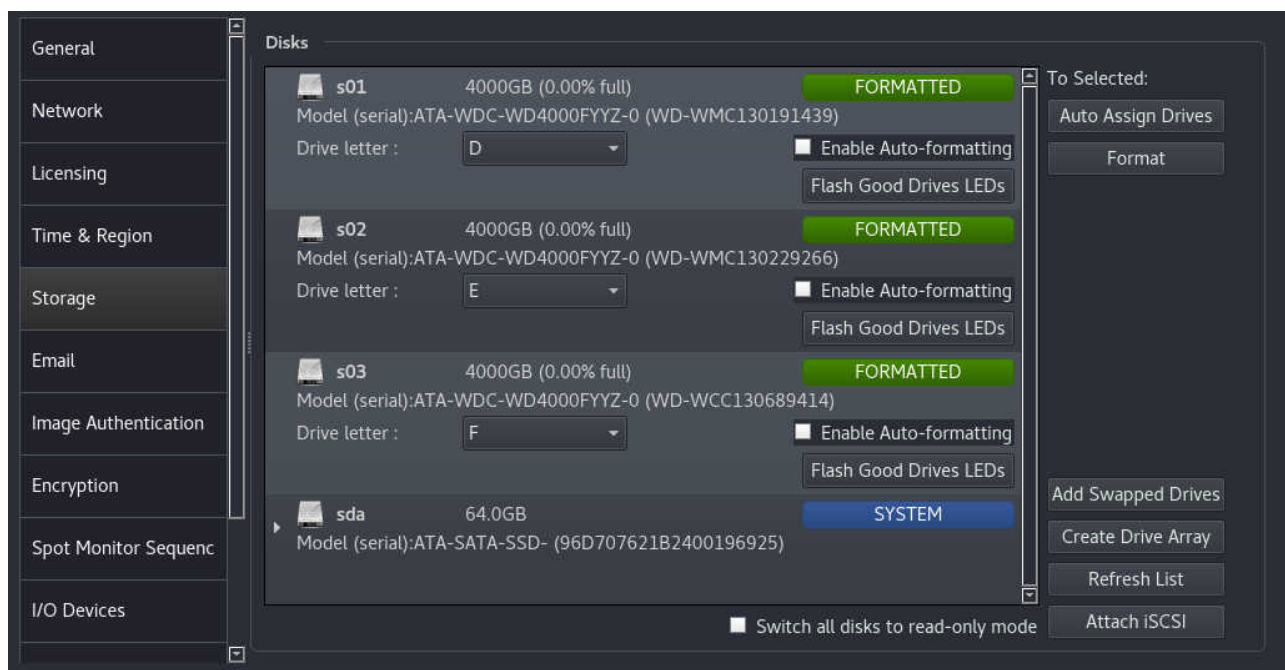 General
Network
Licensing
Time & Region
Storage
Email
Image Authentication
Encryption
Spot Monitor Sequenc
I/O Devices
Disks
s01 4000GB (0.00% full) FORMATTED
Model (serial):ATA-WDC-WD4000FYYZ-0 (WD-WMC130191439)
Drive letter : D Enable Auto-formatting
Flash Good Drives LEDs
s02 4000GB (0.00% full) FORMATTED
Model (serial):ATA-WDC-WD4000FYYZ-0 (WD-WMC130229266)
Drive letter : E Enable Auto-formatting
Flash Good Drives LEDs
s03 4000GB (0.00% full) FORMATTED
Model (serial):ATA-WDC-WD4000FYYZ-0 (WD-WCC130689414)
Drive letter : F Enable Auto-formatting
Flash Good Drives LEDs
sda 64.0GB SYSTEM
Model (serial):ATA-SATA-SSD- (96D707621B2400196925)
Switch all disks to read-only mode
To Selected:
Auto Assign Drives
Format
Add Swapped Drives
Create Drive Array
Refresh List
Attach iSCSI